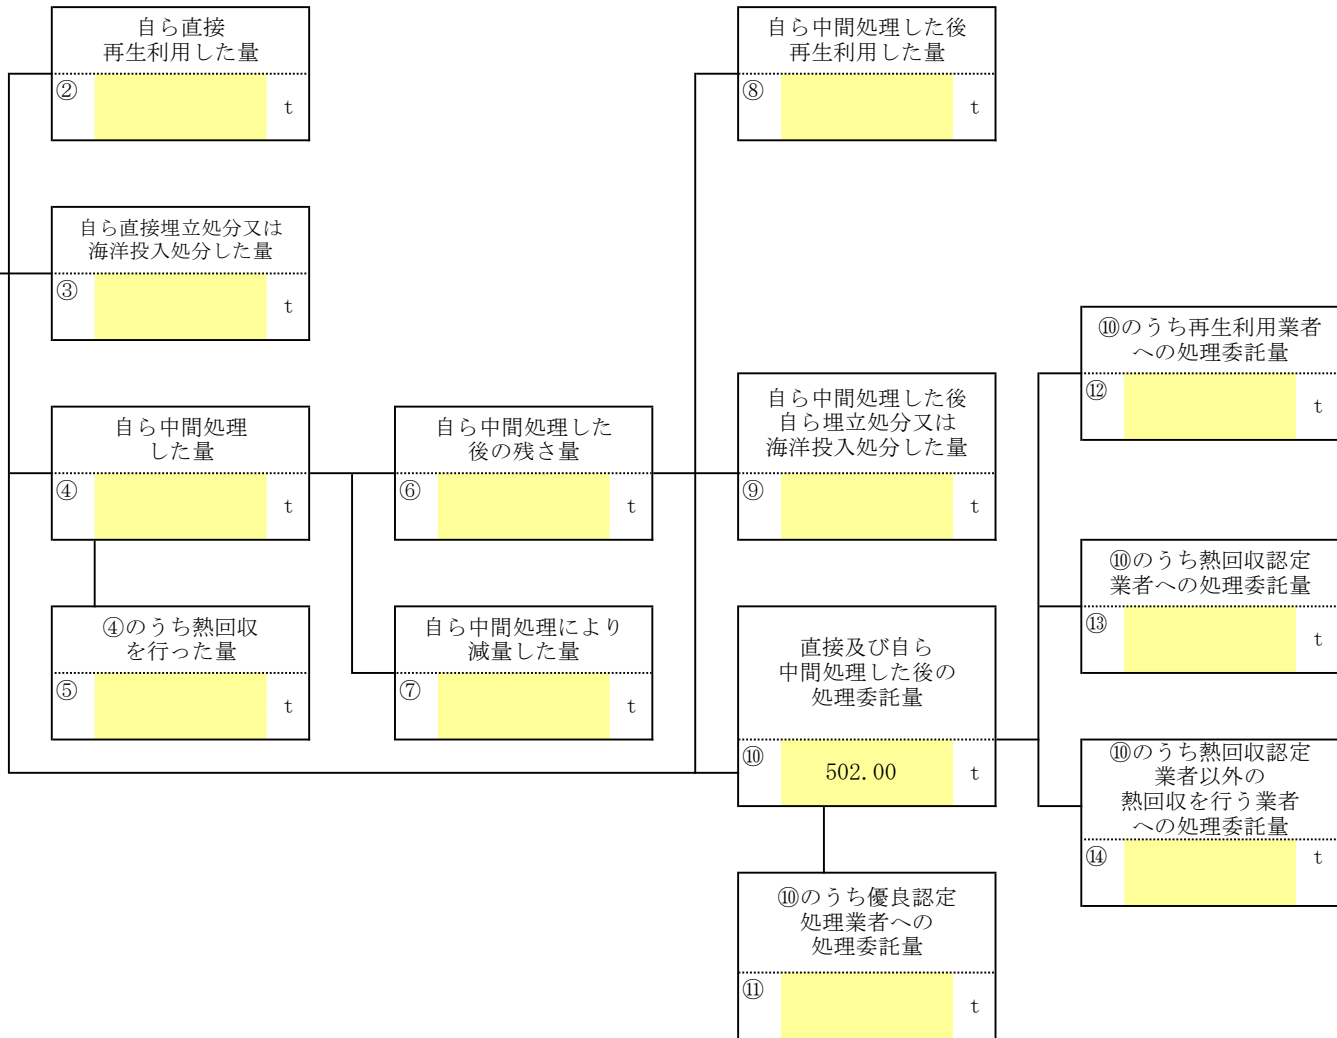 自ら直接
再生利用した量
②
t
自ら中間処理した後
再生利用した量
⑧
t
自ら直接埋立処分又は
海洋投入処分した量
③
t
⑩のうち再生利用業者
への処理委託量
⑫
t
自ら中間処理
した量
④
t
自ら中間処理した
後の残さ量
⑥
t
自ら中間処理した後
自ら埋立処分又は
海洋投入処分した量
⑨
t
⑩のうち熱回収認定
業者への処理委託量
⑬
t
④のうち熱回収
を行った量
⑤
t
自ら中間処理により
減量した量
⑦
t
直接及び自ら
中間処理した後の
処理委託量
⑩ 502.00 t
⑩のうち熱回収認定
業者以外の
熱回収を行う業者
への処理委託量
⑭
t
⑩のうち優良認定
処理業者への
処理委託量
⑪
t